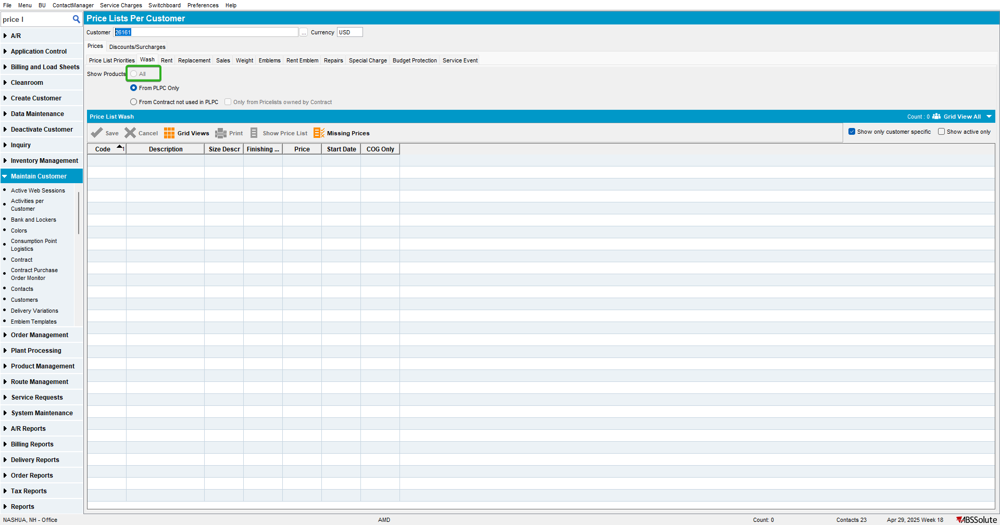 File Menu BU ContactManager Service Charges Switchboard Preferences Help
price l
Price Lists Per Customer
Customer 26161 ... Currency USD
Prices Discounts/Surcharges
Price List Priorities Wash Rent Replacement Sales Weight Emblems Rent Emblem Repairs Special Charge Budget Protection Service Event
Show Products All
From PLPC Only
From Contract not used in PLPC Only from Pricelists owned by Contract
Price List Wash Count : 0 Grid View All
Save Cancel Grid Views Print Show Price List Missing Prices Show only customer specific Show active only
Code 1 Description Size Descr Finishing ... Price Start Date COG Only
A/R
Application Control
Billing and Load Sheets
Cleanroom
Create Customer
Data Maintenance
Deactivate Customer
Inquiry
Inventory Management
Maintain Customer
Active Web Sessions
Activities per
Customer
Bank and Lockers
Colors
Consumption Point
Logistics
Contract
Contract Purchase
Order Monitor
Contacts
Customers
Delivery Variations
Emblem Templates
Order Management
Plant Processing
Product Management
Route Management
Service Requests
System Maintenance
A/R Reports
Billing Reports
Delivery Reports
Order Reports
Tax Reports
Reports
NASHUA, NH - Office AMD Count: 0 Contacts 23 Apr 29, 2025 Week 18 ABSSolute